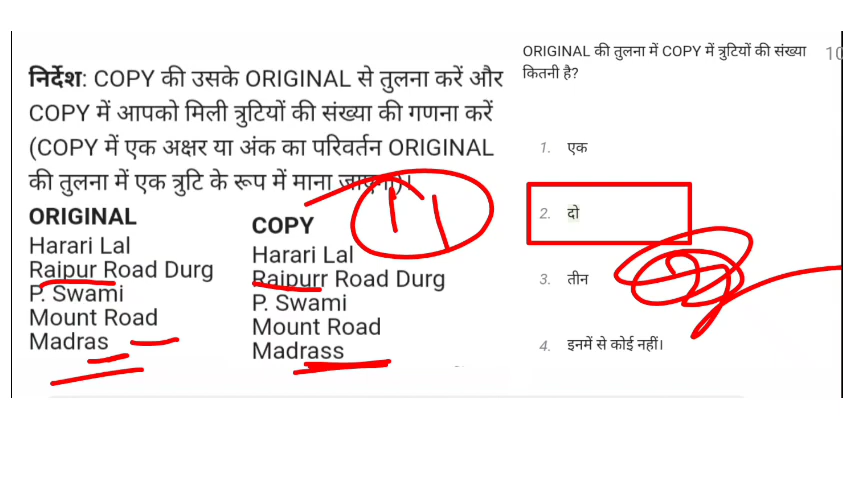 निर्देश: COPY की उसके ORIGINAL से तुलना करें और
COPY में आपको मिली त्रुटियों की संख्या की गणना करें
(COPY में एक अक्षर या अंक का परिवर्तन ORIGINAL
की तुलना में एक त्रुटि के रूप में माना जाएगा)।
ORIGINAL
Harari Lal
Raipur Road Durg
P. Swami
Mount Road
Madras
COPY
Harari Lal
Raipurr Road Durg
P. Swami
Mount Road
Madrass
ORIGINAL की तुलना में COPY में त्रुटियों की संख्या
कितनी है?
10
1. एक
2. दो
3. तीन
4. इनमें से कोई नहीं।